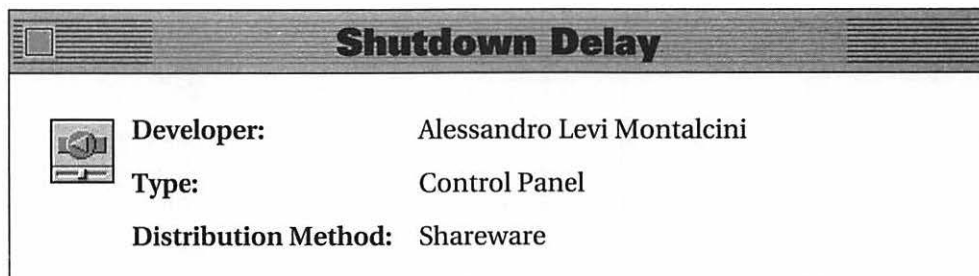 Shutdown Delay
Developer: Alessandro Levi Montalcini
Type: Control Panel
Distribution Method: Shareware